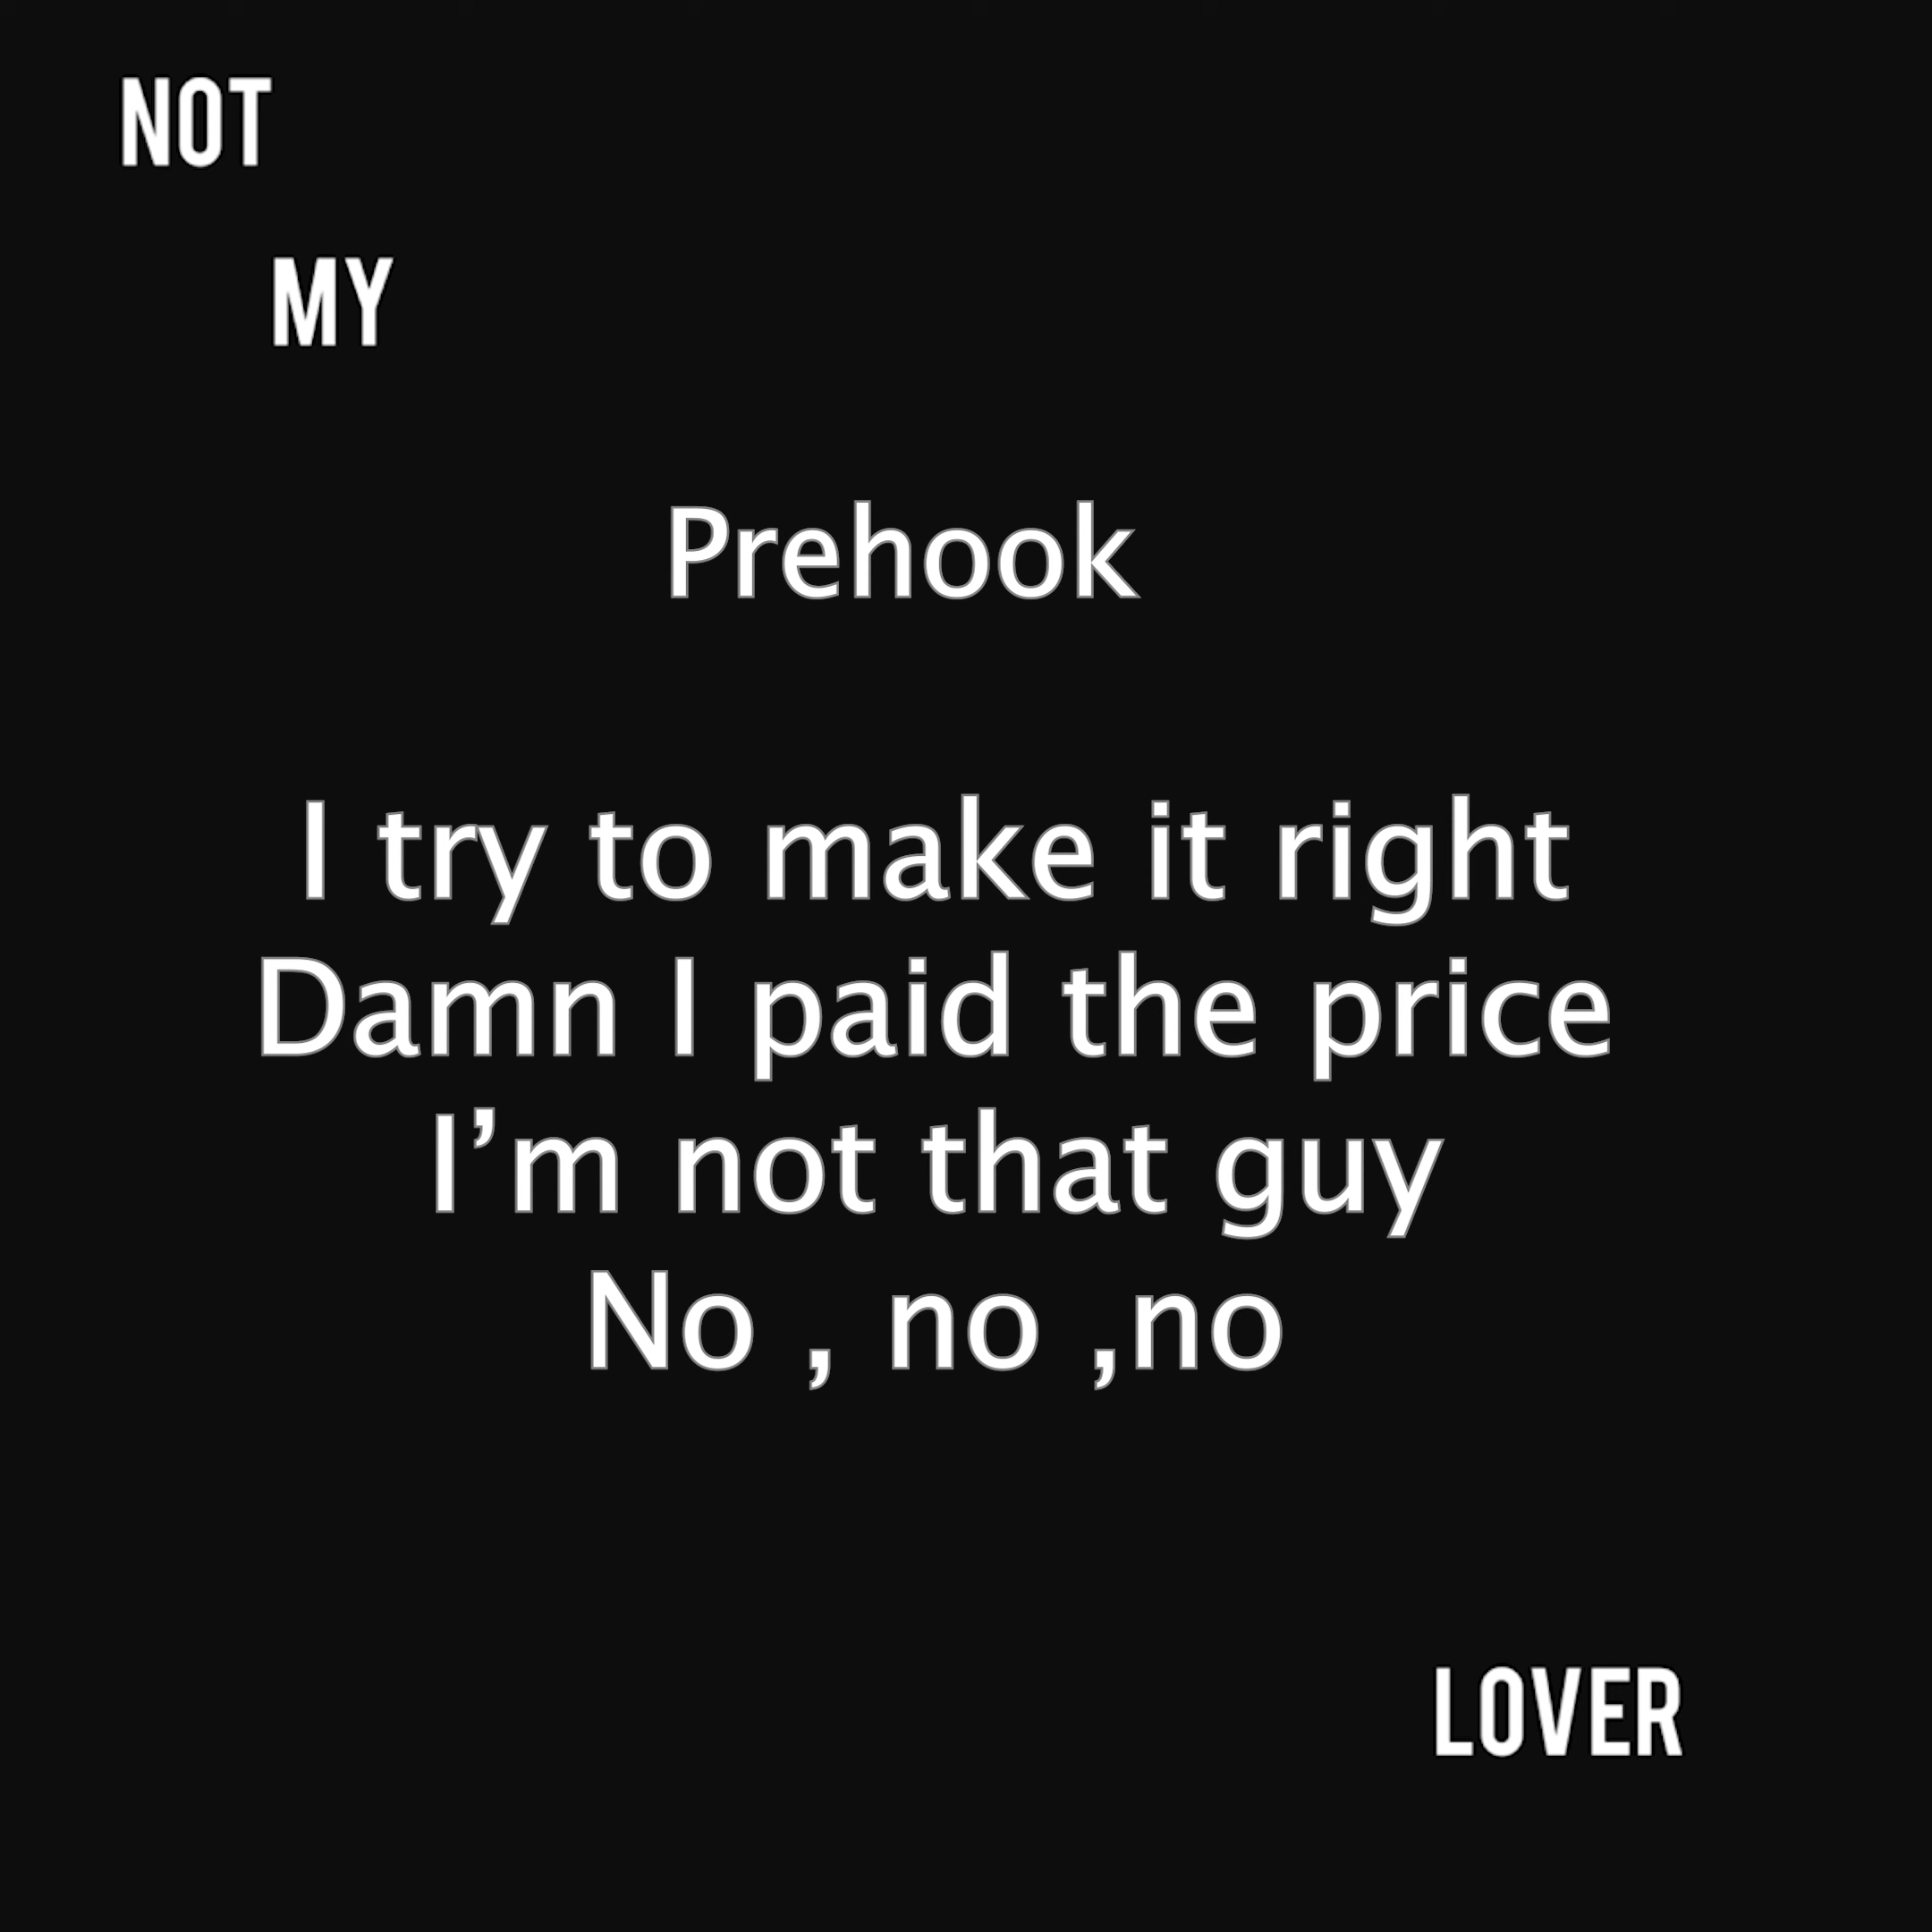 NOT
MY
Prehook
I try to make it right
Damn I paid the price
I’m not that guy
No , no ,no
LOVER